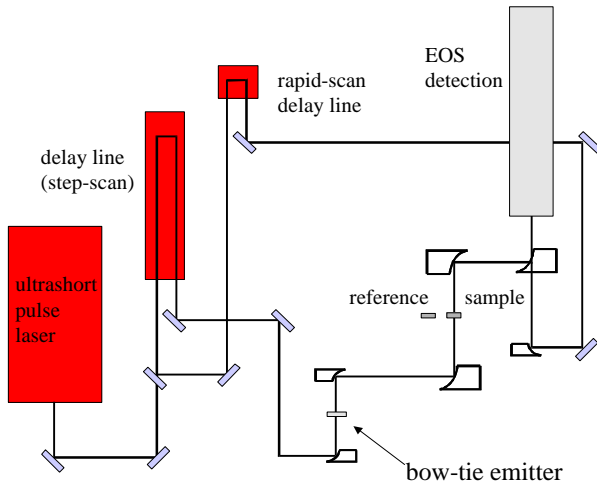 EOS
detection
rapid-scan
delay line
delay line
(step-scan)
ultrashort
pulse
laser
reference
sample
bow-tie emitter